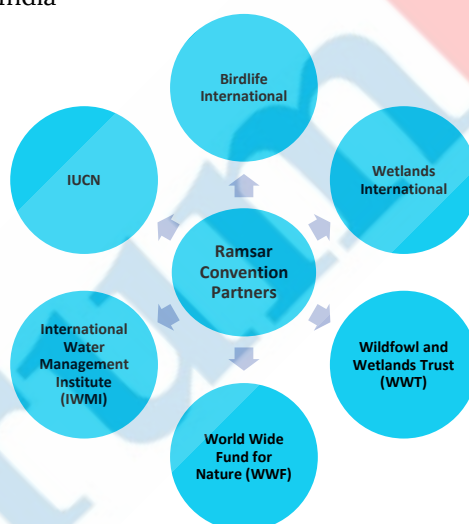 India
Birdlife
International
IUCN
Wetlands
International
Ramsar
Convention
Partners
International
Water
Management
Institute
(IWMI)
Wildfowl and
Wetlands Trust
(WWT)
World Wide
Fund for
Nature (WWF)